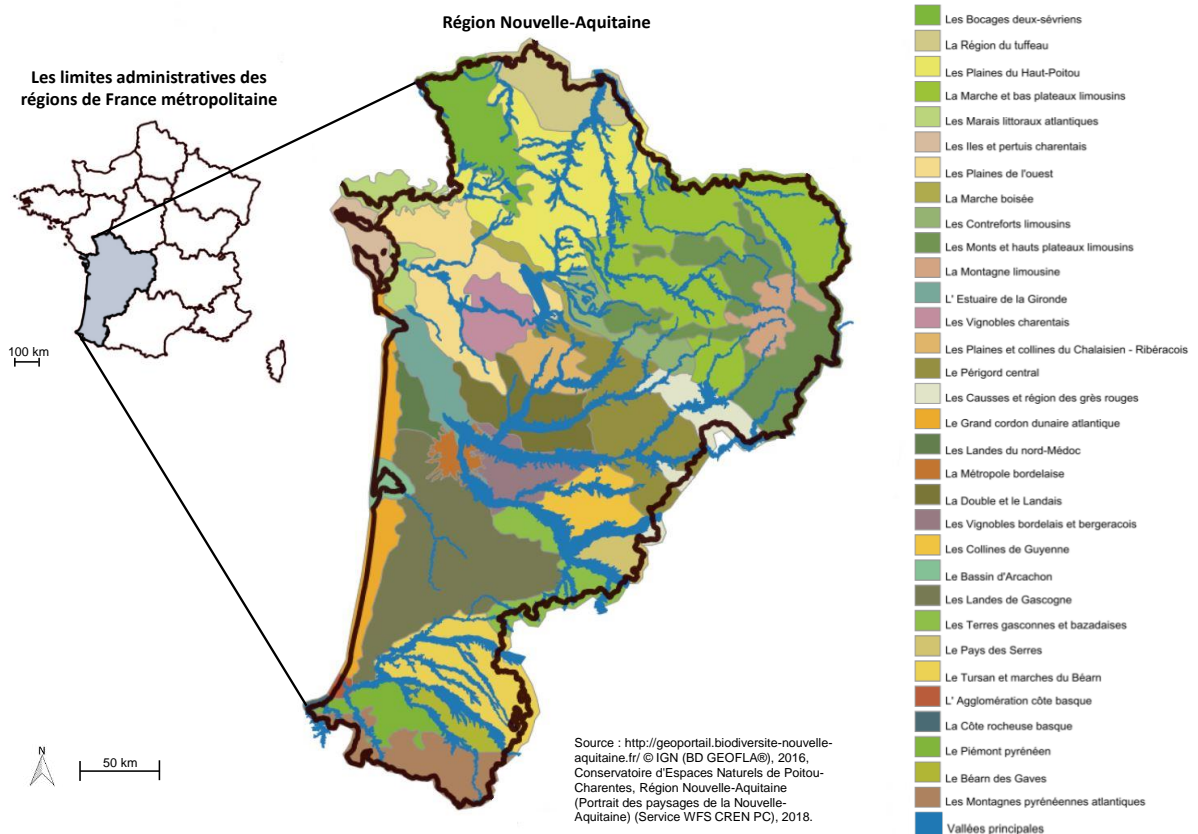 Région Nouvelle-Aquitaine
Les limites administratives des
régions de France métropolitaine
100 km
N
50 km
Source : http://geoportail.biodiversite-nouvelle-
aquitaine.fr/ © IGN (BD GEOFLA®), 2016,
Conservatoire d'Espaces Naturels de Poitou-
Charentes, Région Nouvelle-Aquitaine
(Portrait des paysages de la Nouvelle-
Aquitaine) (Service WFS CREN PC), 2018.
Les Bocages deux-sévriens
La Région du tuffeau
Les Plaines du Haut-Poitou
La Marche et bas plateaux limousins
Les Marais littoraux atlantiques
Les Iles et pertuis charentais
Les Plaines de l'ouest
La Marche boisée
Les Contreforts limousins
Les Monts et hauts plateaux limousins
La Montagne limousine
L' Estuaire de la Gironde
Les Vignobles charentais
Les Plaines et collines du Chalaisien - Ribéracois
Le Périgord central
Les Causses et région des grès rouges
Le Grand cordon dunaire atlantique
Les Landes du nord-Médoc
La Métropole bordelaise
La Double et le Landais
Les Vignobles bordelais et bergeracois
Les Collines de Guyenne
Le Bassin d'Arcachon
Les Landes de Gascogne
Les Terres gasconnes et bazadaises
Le Pays des Serres
Le Tursan et marches du Béarn
L' Agglomération côte basque
La Côte rocheuse basque
Le Piémont pyrénéen
Le Béarn des Gaves
Les Montagnes pyrénéennes atlantiques
Vallées principales